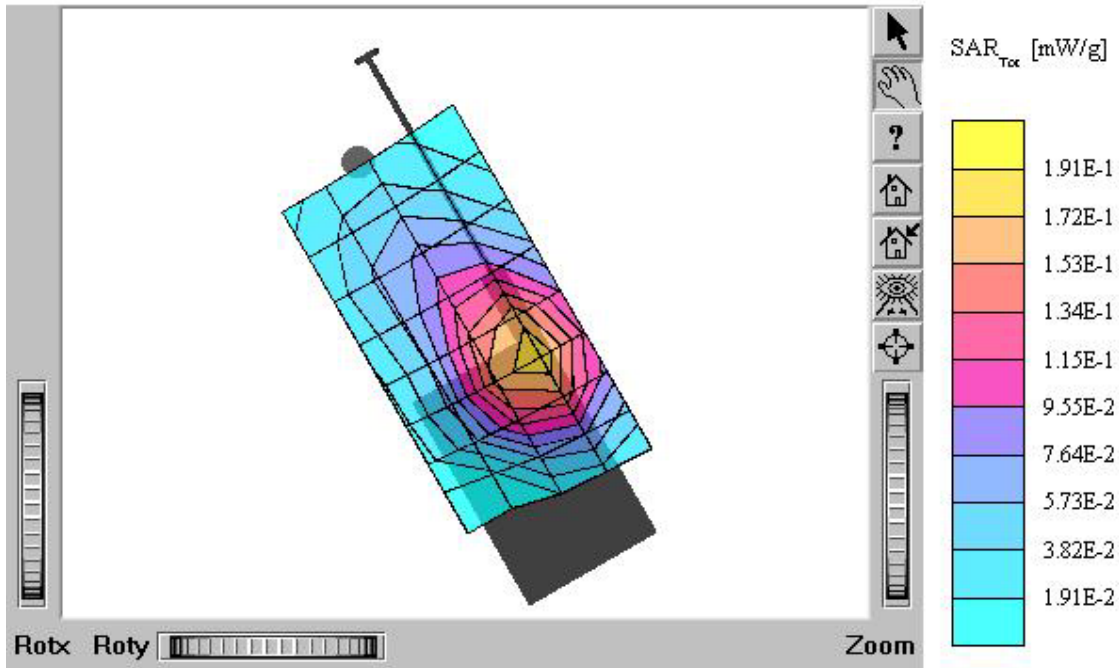 SARTot [mW/g]
?
1.91E-1
1.72E-1
1.53E-1
1.34E-1
1.15E-1
9.55E-2
7.64E-2
5.73E-2
3.82E-2
1.91E-2
Rotx Roty Zoom